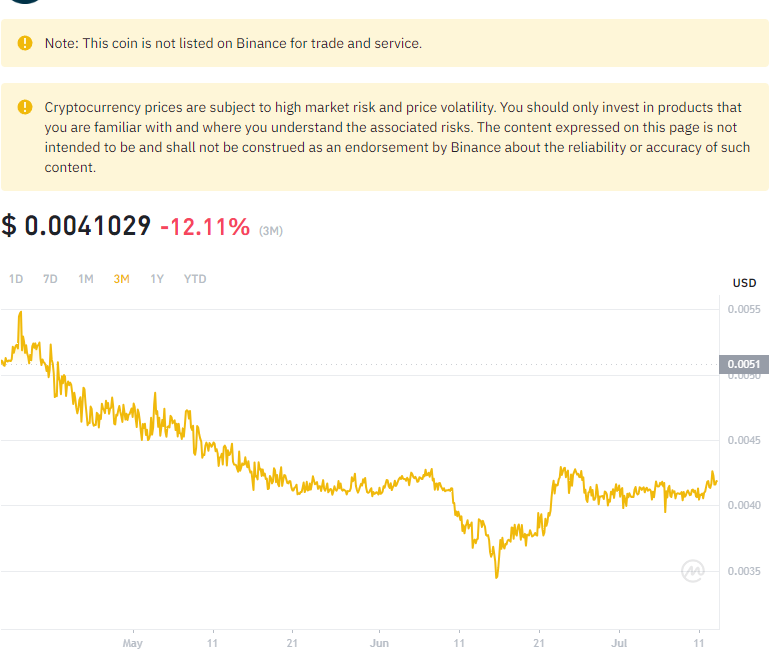 Note: This coin is not listed on Binance for trade and service.
Cryptocurrency prices are subject to high market risk and price volatility. You should only invest in products that
you are familiar with and where you understand the associated risks. The content expressed on this page is not
intended to be and shall not be construed as an endorsement by Binance about the reliability or accuracy of such
content.
$ 0.0041029 -12.11% (3M)
1D 7D 1M 3M 1Y YTD
USD
0.0055
0.0051
0.0050
0.0045
0.0040
0.0035
May 11 21 Jun 11 21 Jul 11